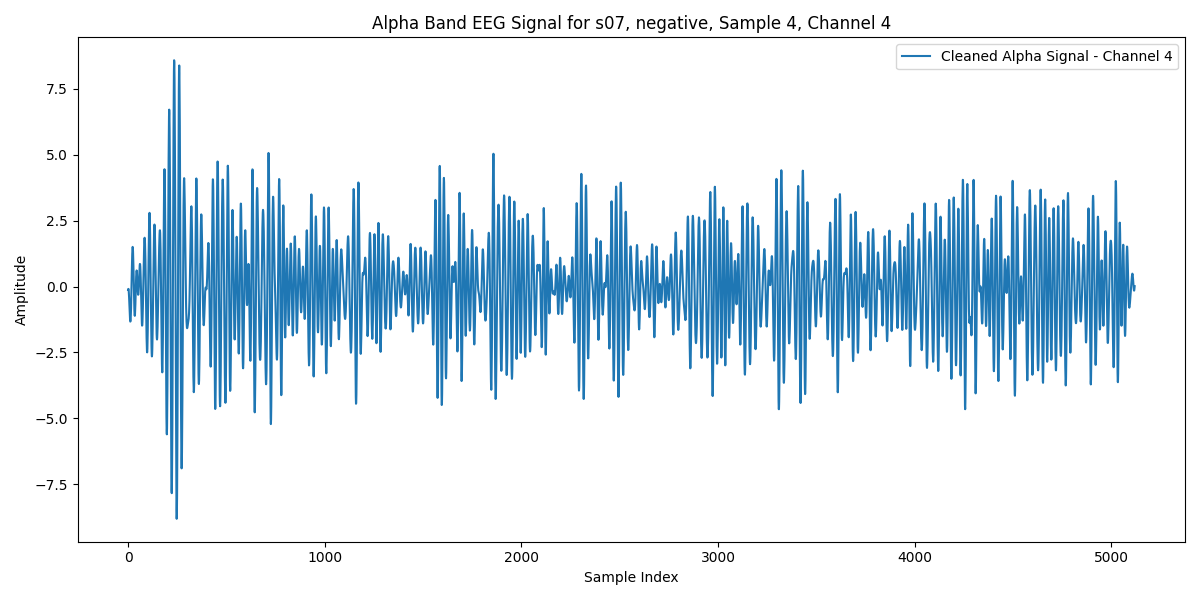 Alpha Band EEG Signal for s07, negative, Sample 4, Channel 4
Cleaned Alpha Signal - Channel 4
Amplitude
7.5
5.0
2.5
0.0
−2.5
−5.0
−7.5
0 1000 2000 3000 4000 5000
Sample Index